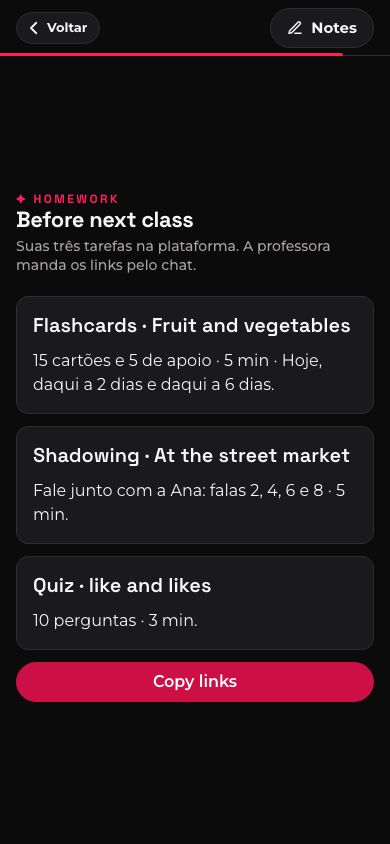 Voltar
Notes
HOMEWORK
Before next class
Suas três tarefas na plataforma. A professora
manda os links pelo chat.
Flashcards · Fruit and vegetables
15 cartões e 5 de apoio · 5 min · Hoje,
daqui a 2 dias e daqui a 6 dias.
Shadowing · At the street market
Fale junto com a Ana: falas 2, 4, 6 e 8 · 5
min.
Quiz · like and likes
10 perguntas · 3 min.
Copy links